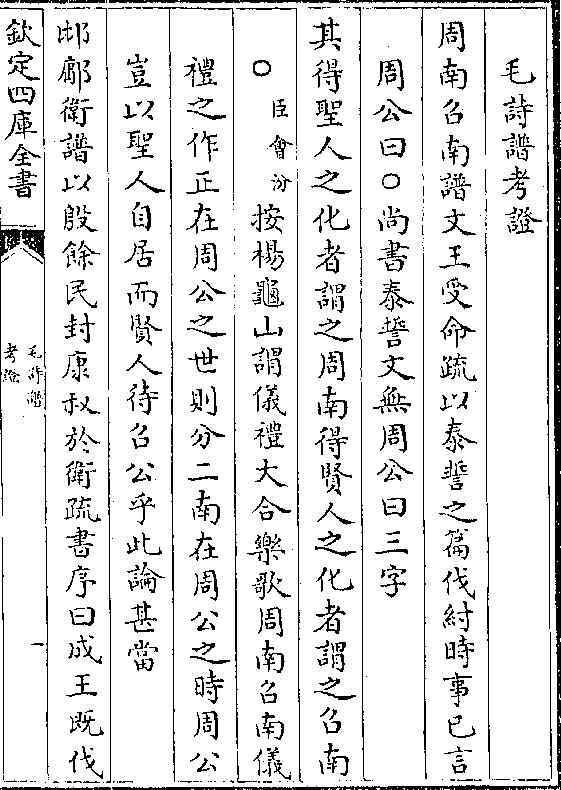 毛詩譜考證
周南召南譜文王受命疏以泰誓之篇伐紂時事已言
周公曰○尚書泰誓文無周公曰三字
其得聖人之化者謂之周南得賢人之化者謂之召南
○臣會汾按楊龜山謂儀禮大合樂歌周南召南儀
禮之作正在周公之世則分二南在周公之時周公
豈以聖人自居而賢人待召公乎此論甚當
邶鄘衛譜以殷餘民封康叔於衛疏書序曰成王既伐
欽定四庫全書
毛詩譜
考證
一